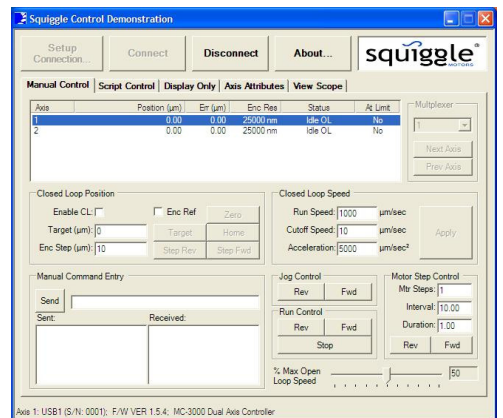 Squiggle Control Demonstration
Setup Connection...
Connect
Disconnect
About...
squiggle
MOTORS
Manual Control
Script Control
Display Only
Axis Attributes
View Scope
Axis Position (µm) Err (µm) Enc Res Status At Limit
1 0.00 0.00 25000 nm Idle OL No
2 0.00 0.00 25000 nm Idle OL No
Multiplexer
1
Next Axis
Prev Axis
Closed Loop Position
Enable CL:
Enc Ref
Zero
Target (µm): 0
Target
Home
Enc Step (µm): 10
Step Rev
Step Fwd
Closed Loop Speed
Run Speed: 1000 µm/sec
Cutoff Speed: 10 µm/sec
Acceleration: 5000 µm/sec²
Apply
Manual Command Entry
Send
Sent:
Received:
Jog Control
Rev
Fwd
Run Control
Rev
Fwd
Stop
Motor Step Control
Mtr Steps: 1
Interval: 10.00
Duration: 1.00
Rev
Fwd
% Max Open
Loop Speed
50
Axis 1: USB1 (S/N: 0001); F/W VER 1.5.4; MC-3000 Dual Axis Controller